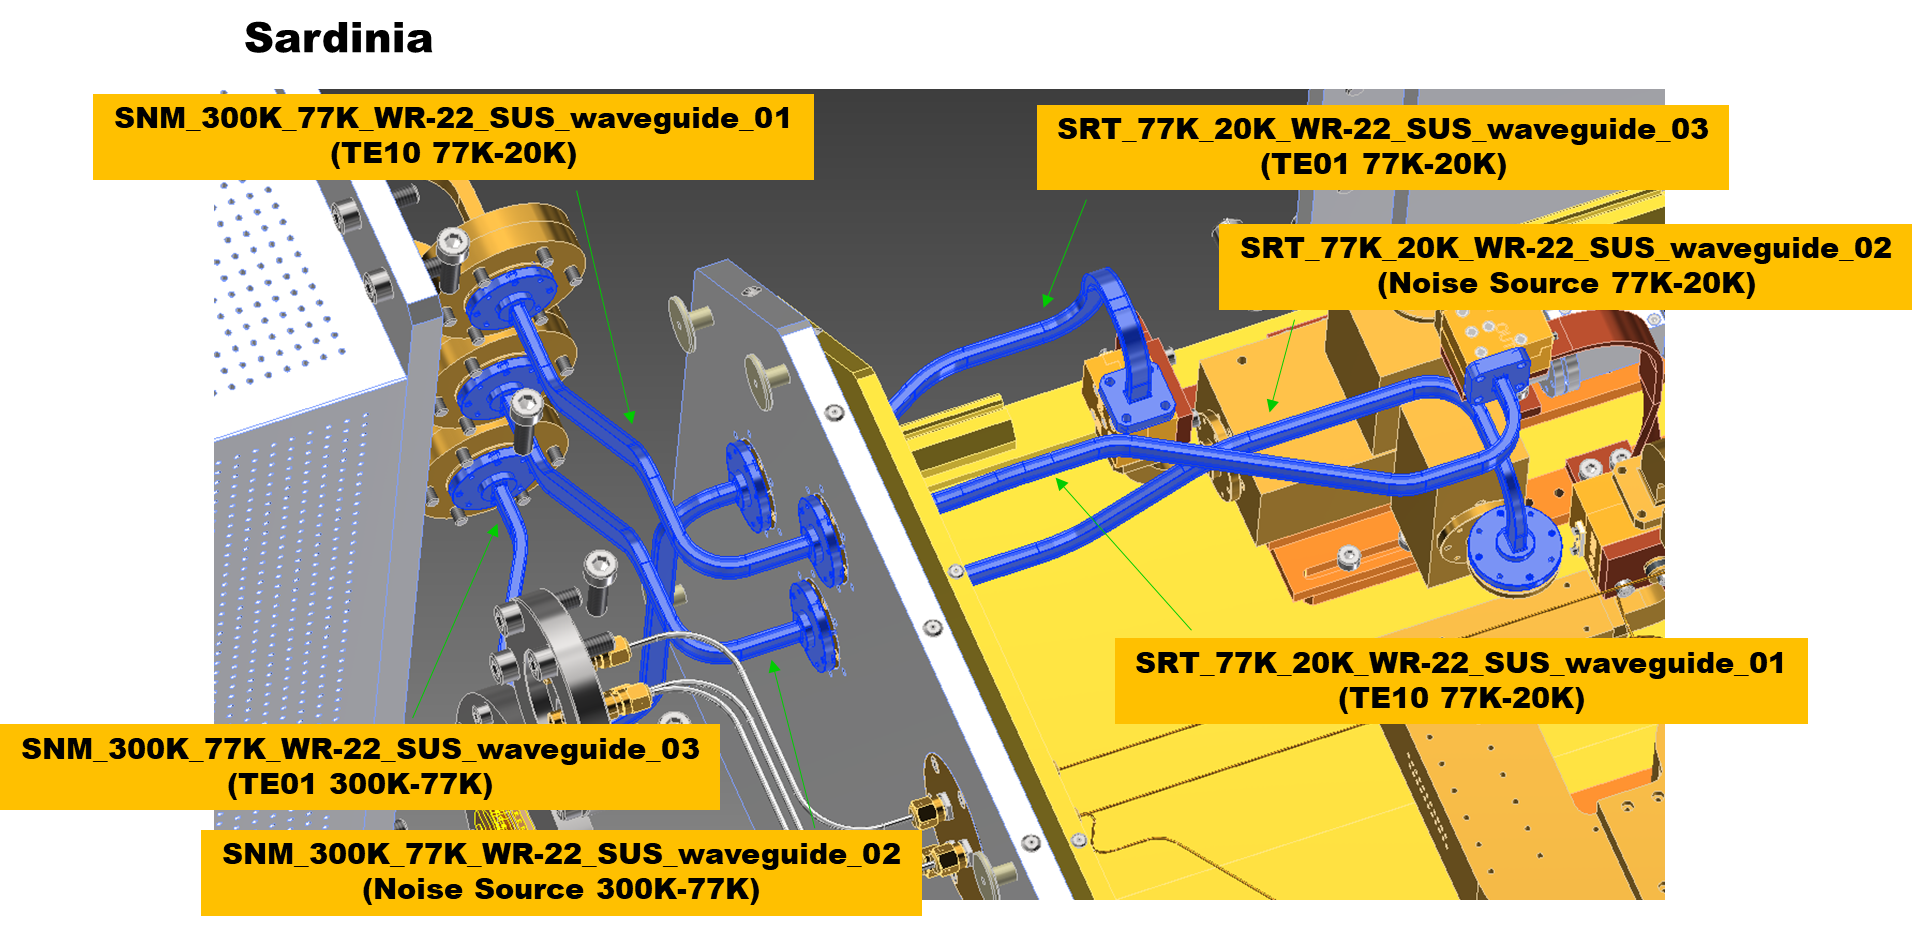 Sardinia
SNM_300K_77K_WR-22_SUS_waveguide_01
(TE10 77K-20K)
SRT_77K_20K_WR-22_SUS_waveguide_03
(TE01 77K-20K)
SRT_77K_20K_WR-22_SUS_waveguide_02
(Noise Source 77K-20K)
SRT_77K_20K_WR-22_SUS_waveguide_01
(TE10 77K-20K)
SNM_300K_77K_WR-22_SUS_waveguide_03
(TE01 300K-77K)
SNM_300K_77K_WR-22_SUS_waveguide_02
(Noise Source 300K-77K)